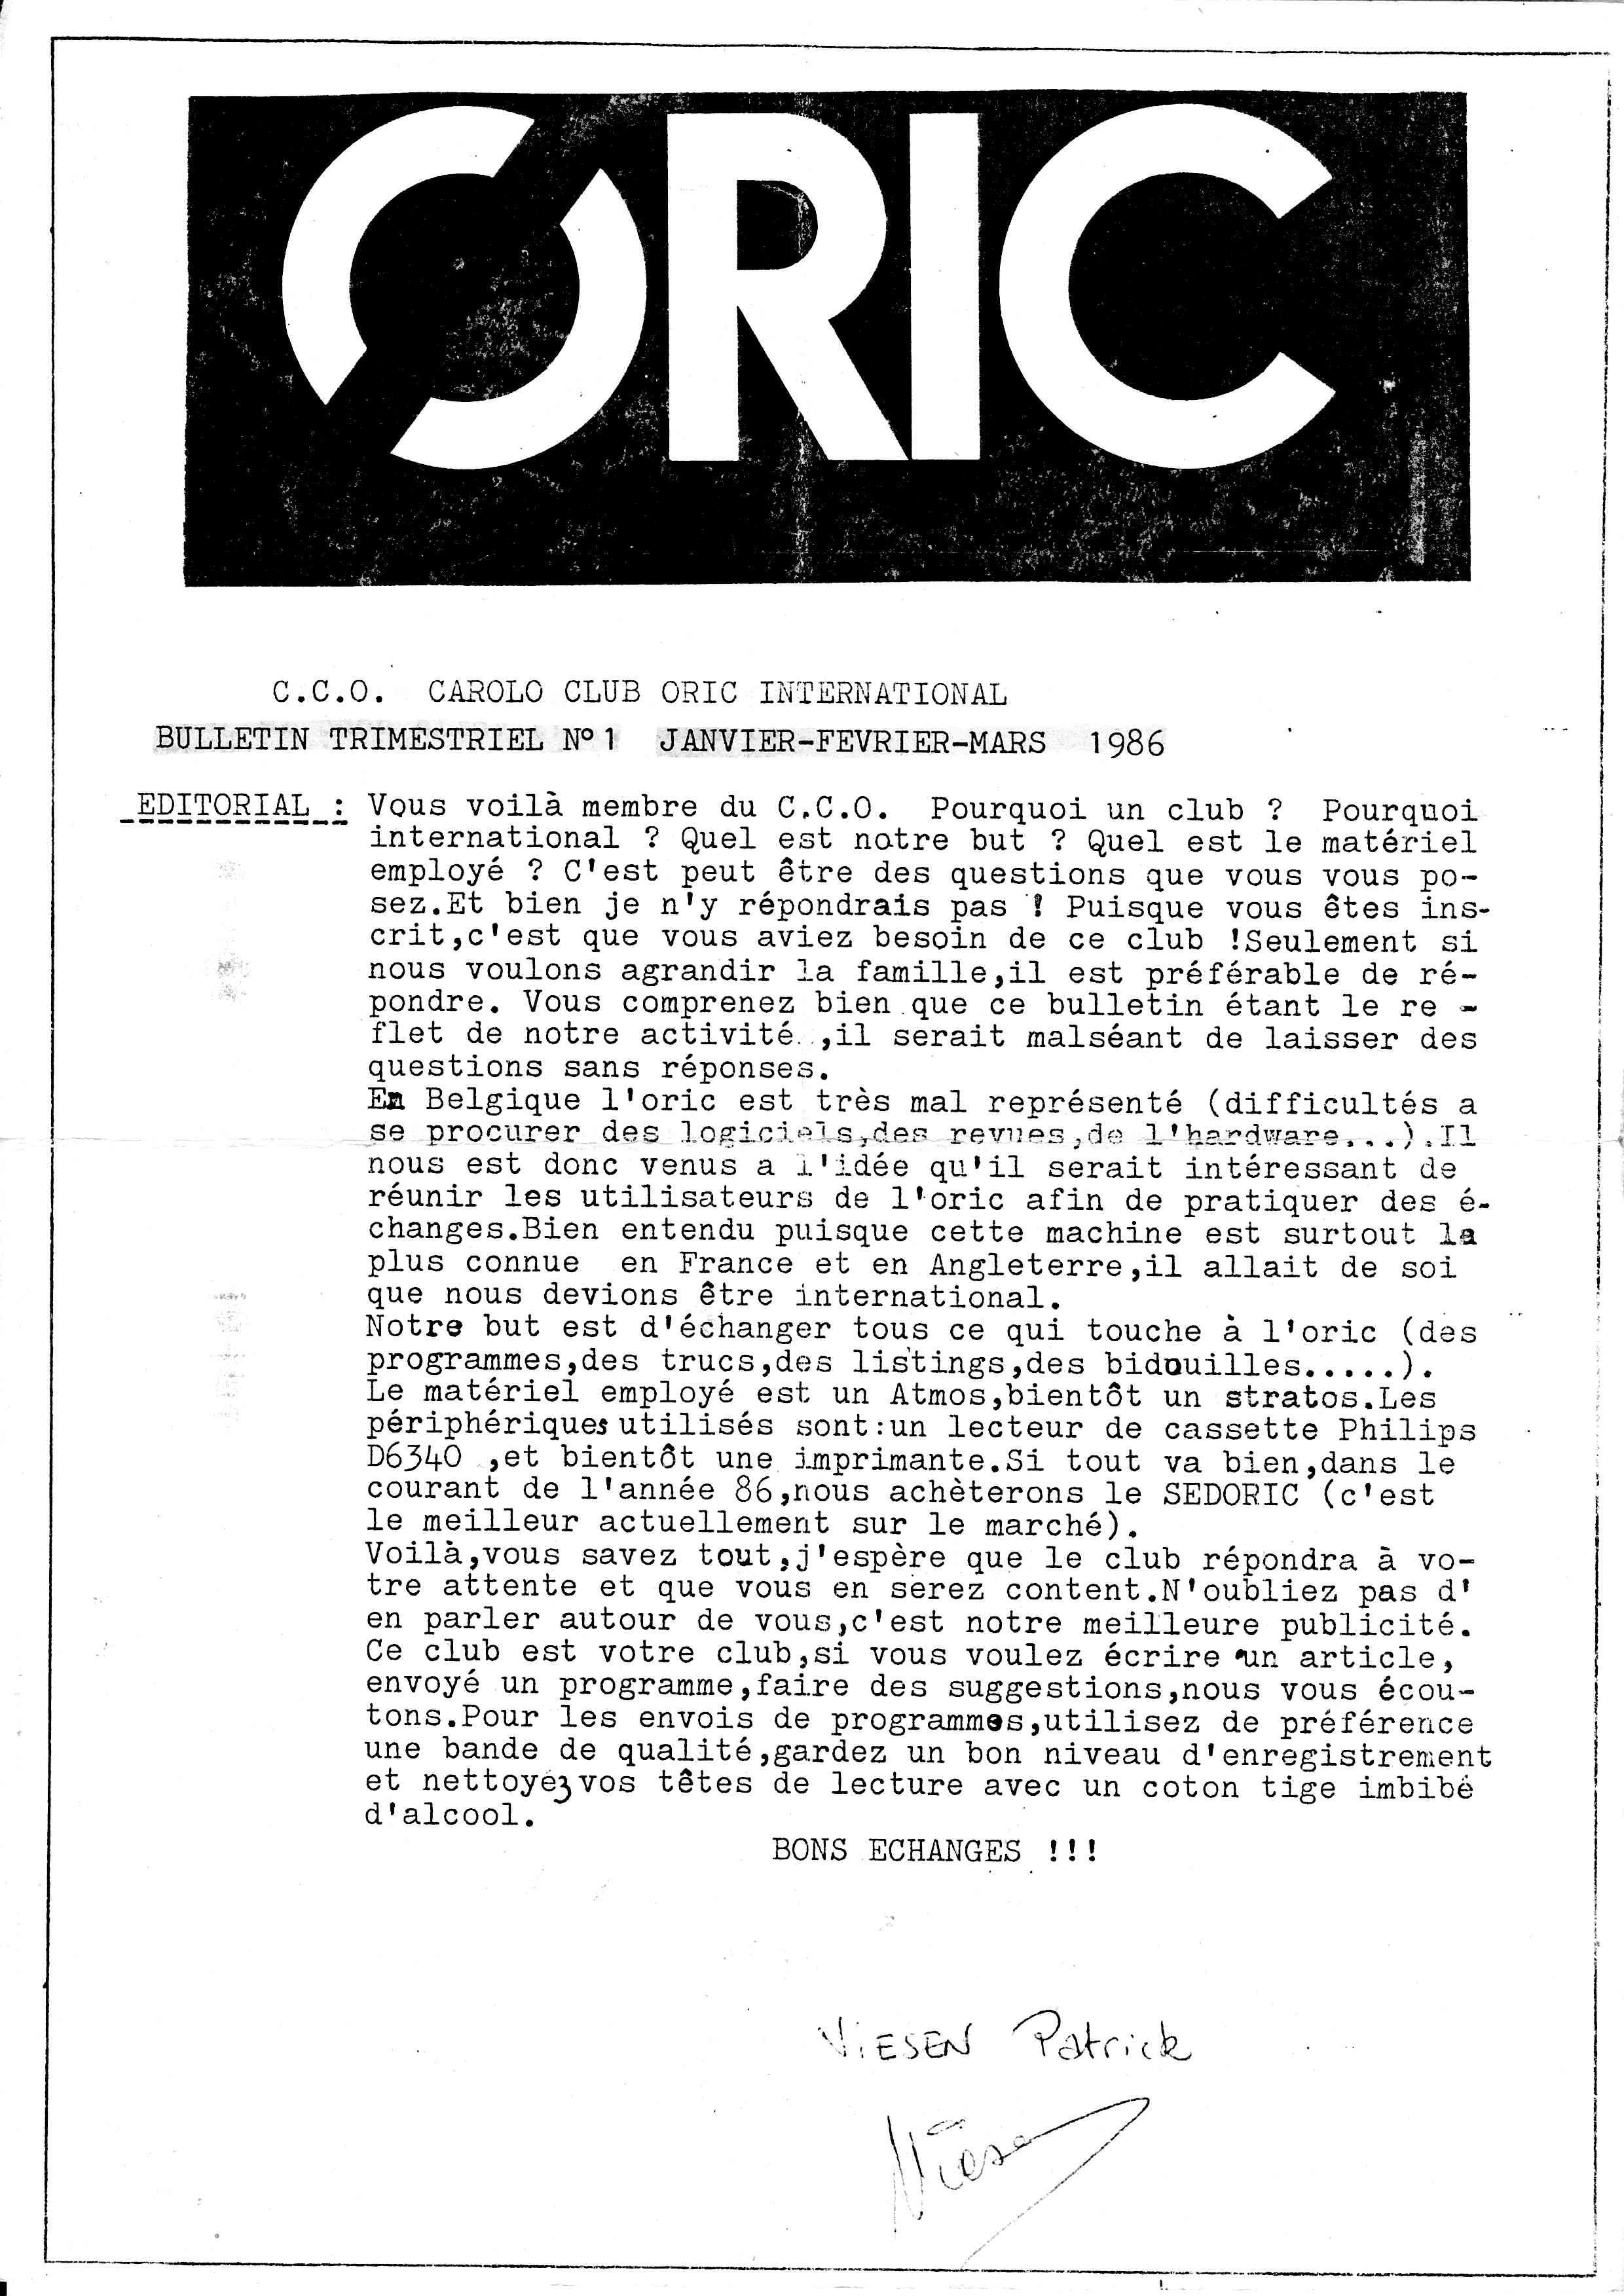 ORIC
C.C.O. CAROLO CLUB ORIC INTERNATIONAL
BULLETIN TRIMESTRIEL N° 1 JANVIER-FEVRIER-MARS 1986
EDITORIAL : Vous voilà membre du C.C.O. Pourquoi un club ? Pourquoi
international ? Quel est notre but ? Quel est le matériel
employé ? C'est peut être des questions que vous vous po-
sez.Et bien je n'y répondrais pas ! Puisque vous êtes ins-
crit,c'est que vous aviez besoin de ce club !Seulement si
nous voulons agrandir la famille,il est préférable de ré-
pondre. Vous comprenez bien que ce bulletin étant le re -
flet de notre activité ,il serait malséant de laisser des
questions sans réponses.
En Belgique l'oric est très mal représenté (difficultés a
se procurer des logiciels,des revues,de l'hardware...).Il
nous est donc venus a l'idée qu'il serait intéressant de
réunir les utilisateurs de l'oric afin de pratiquer des é-
changes.Bien entendu puisque cette machine est surtout la
plus connue en France et en Angleterre,il allait de soi
que nous devions être international.
Notre but est d'échanger tous ce qui touche à l'oric (des
programmes,des trucs,des listings,des bidouilles.....).
Le matériel employé est un Atmos,bientôt un stratos.Les
périphériques utilisés sont:un lecteur de cassette Philips
D6340 ,et bientôt une imprimante.Si tout va bien,dans le
courant de l'année 86,nous achèterons le SEDORIC (c'est
le meilleur actuellement sur le marché).
Voilà,vous savez tout,j'espère que le club répondra à vo-
tre attente et que vous en serez content.N'oubliez pas d'
en parler autour de vous,c'est notre meilleure publicité.
Ce club est votre club,si vous voulez écrire un article,
envoyé un programme,faire des suggestions,nous vous écou-
tons.Pour les envois de programmes,utilisez de préférence
une bande de qualité,gardez un bon niveau d'enregistrement
et nettoyez vos têtes de lecture avec un coton tige imbibé
d'alcool.
BONS ECHANGES !!!
VIESEN Patrick
Viesen